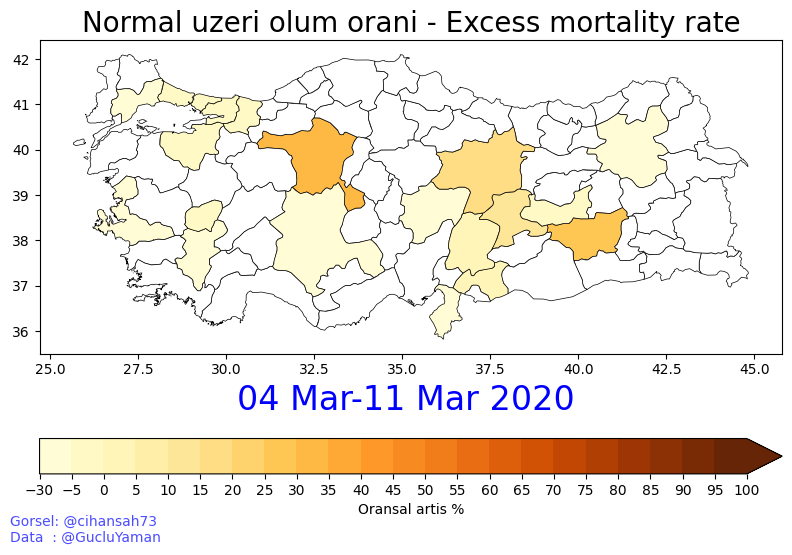 Normal uzeri olum orani - Excess mortality rate
42
41
40
39
38
37
36
25.0 27.5 30.0 32.5 35.0 37.5 40.0 42.5 45.0
04 Mar-11 Mar 2020
−30 −5 0 5 10 15 20 25 30 35 40 45 50 55 60 65 70 75 80 85 90 95 100
Oransal artis %
Gorsel: @cihansah73
Data : @GucluYaman